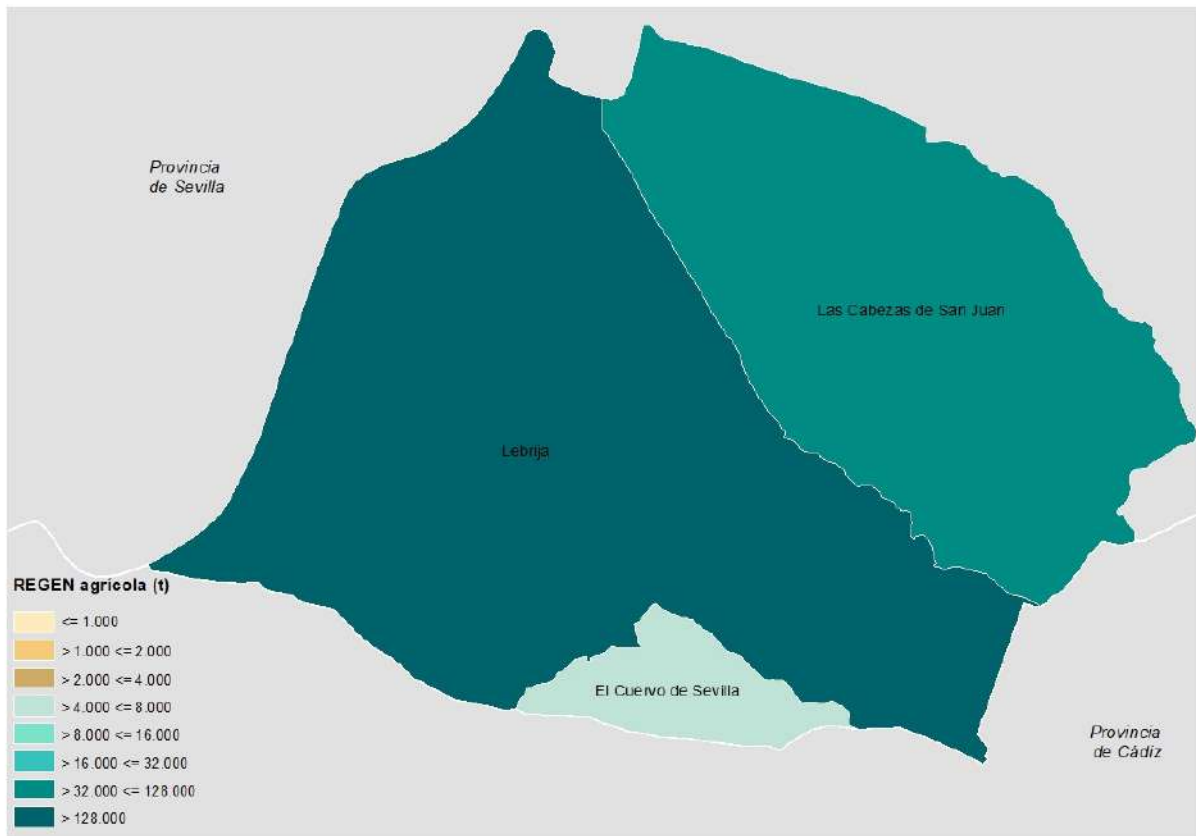 Provincia
de Sevilla
Las Cabezas de San Juan
Lebrija
El Cuervo de Sevilla
Provincia
de Cádiz
REGEN agrícola (t)
<= 1.000
> 1.000 <= 2.000
> 2.000 <= 4.000
> 4.000 <= 8.000
> 8.000 <= 16.000
> 16.000 <= 32.000
> 32.000 <= 128.000
> 128.000